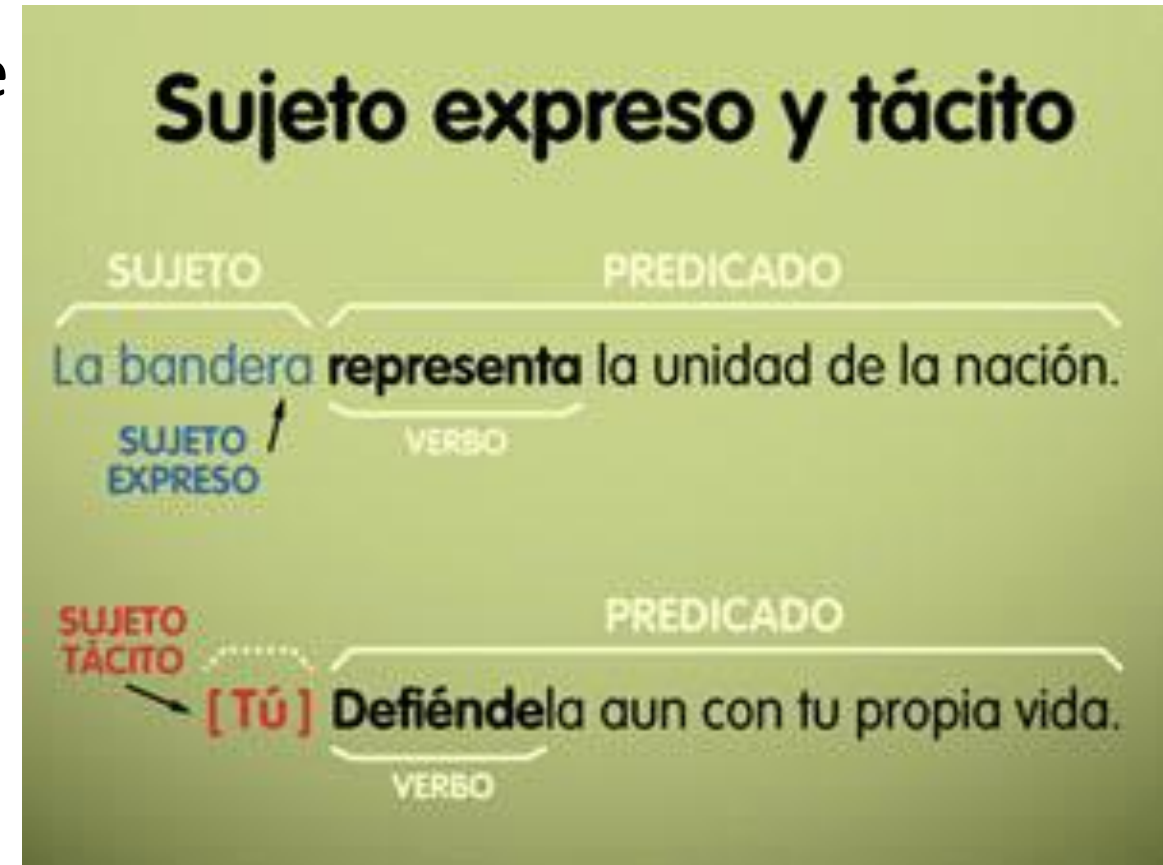 e
Sujeto expreso y tácito
SUJETO PREDICADO
La bandera representa la unidad de la nación.
SUJETO
EXPRESO
VERBO
SUJETO
TÁCITO
PREDICADO
[Tú] Defiéndela aun con tu propia vida.
VERBO